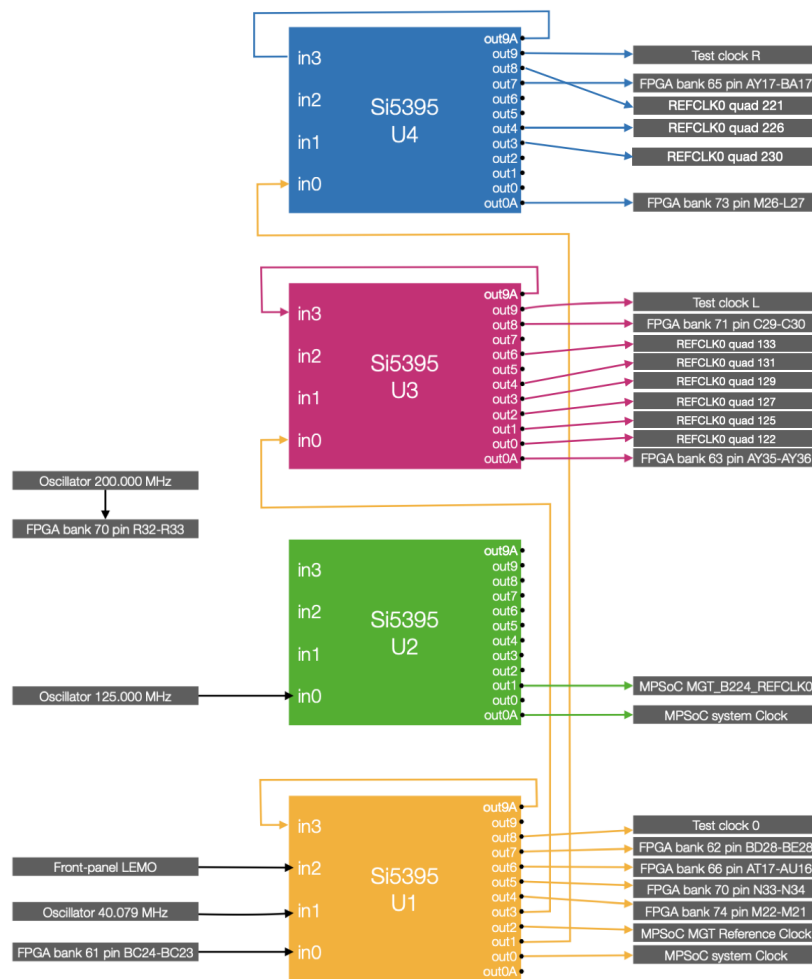 out9A
out9
in3
Test clock R
out8
out7
FPGA bank 65 pin AY17-BA17
in2
Si5395
out6
REFCLK0 quad 221
out5
U4
out4
REFCLK0 quad 226
in1
out3
REFCLK0 quad 230
out2
out1
in0
out0
out0A
FPGA bank 73 pin M26-L27
out9A
out9
Test clock L
in3
out8
FPGA bank 71 pin C29-C30
out7
REFCLK0 quad 133
in2
Si5395
out6
REFCLK0 quad 131
out5
U3
out4
REFCLK0 quad 129
in1
out3
REFCLK0 quad 127
out2
REFCLK0 quad 125
out1
in0
out0
REFCLK0 quad 122
out0A
FPGA bank 63 pin AY35-AY36
Oscillator 200.000 MHz
FPGA bank 70 pin R32-R33
out9A
out9
in3
out8
out7
in2
Si5395
out6
out5
U2
out4
in1
out3
out2
out1
MPSoC MGT_B224_REFCLK0
Oscillator 125.000 MHz
in0
out0
out0A
MPSoC system Clock
out9A
out9
in3
Test clock 0
out8
out7
FPGA bank 62 pin BD28-BE28
Front-panel LEMO
in2
Si5395
out6
FPGA bank 66 pin AT17-AU16
out5
FPGA bank 70 pin N33-N34
U1
out4
Oscillator 40.079 MHz
in1
out3
FPGA bank 74 pin M22-M21
out2
MPSoC MGT Reference Clock
out1
FPGA bank 61 pin BC24-BC23
in0
out0
MPSoC system Clock
out0A